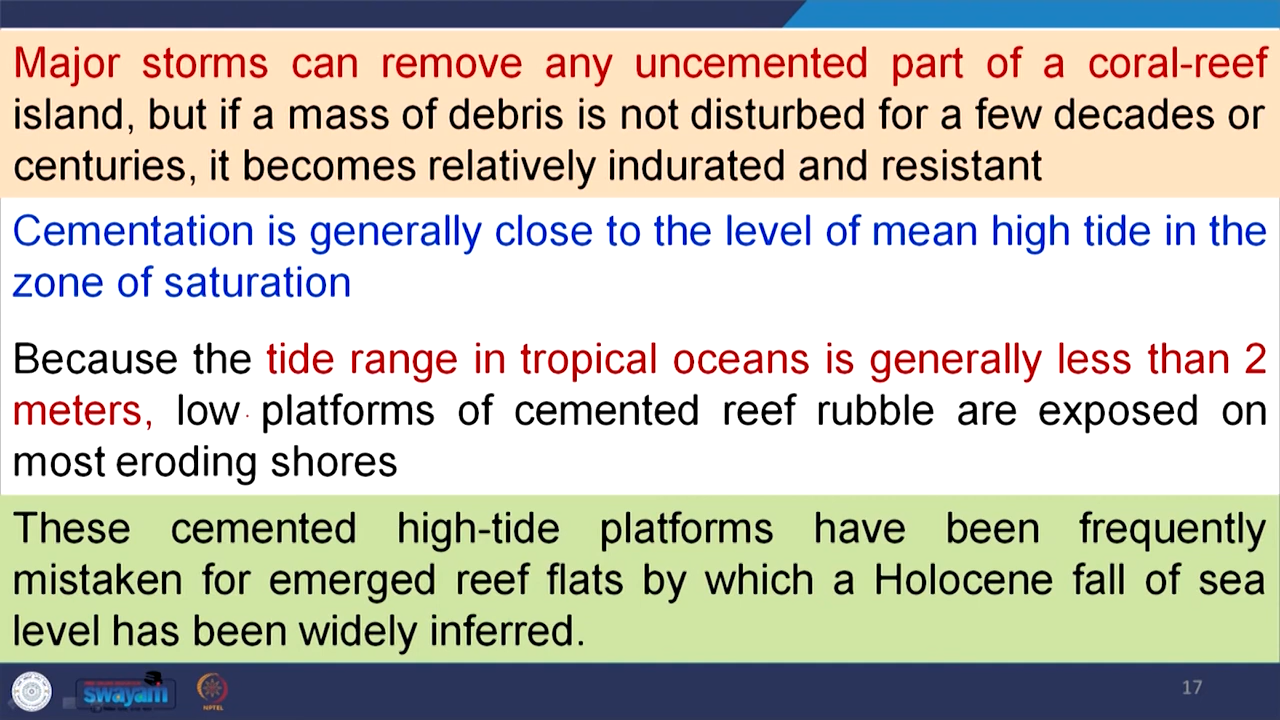 Major storms can remove any uncemented part of a coral-reef
island, but if a mass of debris is not disturbed for a few decades or
centuries, it becomes relatively indurated and resistant
Cementation is generally close to the level of mean high tide in the
zone of saturation
Because the tide range in tropical oceans is generally less than 2
meters, low platforms of cemented reef rubble are exposed on
most eroding shores
These cemented high-tide platforms have been frequently
mistaken for emerged reef flats by which a Holocene fall of sea
level has been widely inferred.
swayam
NPTEL
17